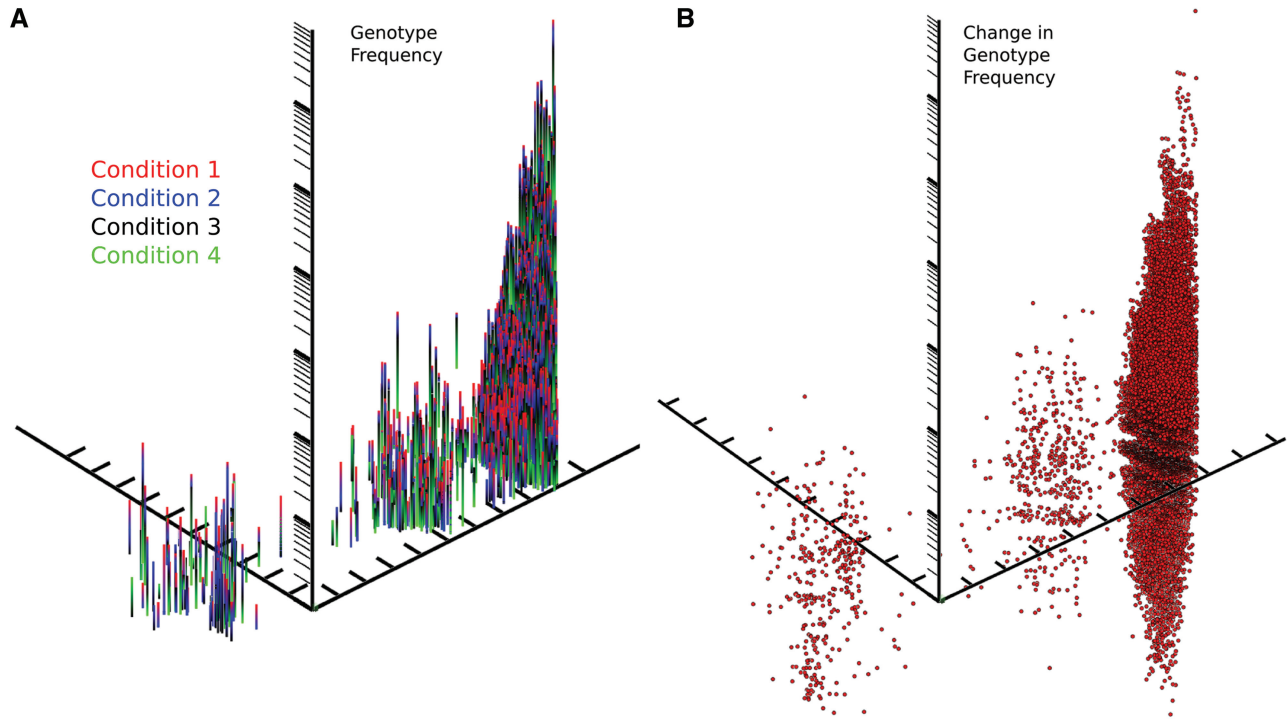 A
Genotype
Frequency
Condition 1
Condition 2
Condition 3
Condition 4
B
Change in
Genotype
Frequency